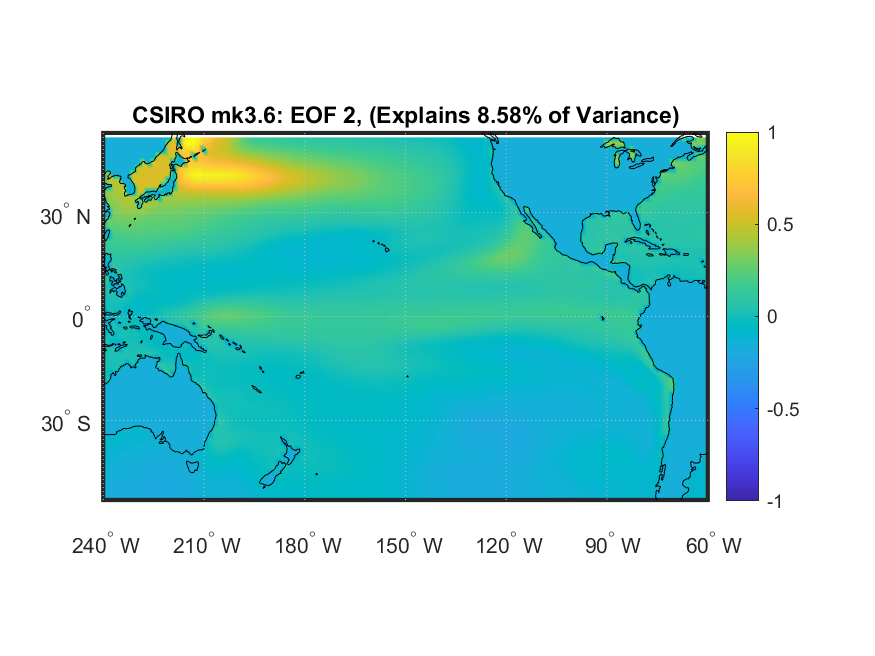 CSIRO mk3.6: EOF 2, (Explains 8.58% of Variance)
1
30° N
0.5
0°
0
30° S
-0.5
-1
240° W 210° W 180° W 150° W 120° W 90° W 60° W